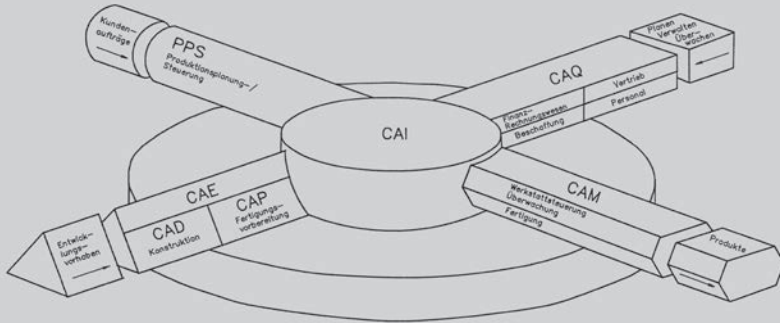 Kunden-
aufträge
PPS
Produktionsplanung-/
Steuerung
Planen
Verwalten
Über-
wachen
CAQ
Finanz-
Rechnungswesen
Vertrieb
Beschaffung
Personal
CAI
CAE
CAD
Konstruktion
CAP
Fertigungs-
vorbereitung
Entwick-
lungs-
vorhaben
CAM
Werkstattsteuerung
Überwachung
Fertigung
Produkte